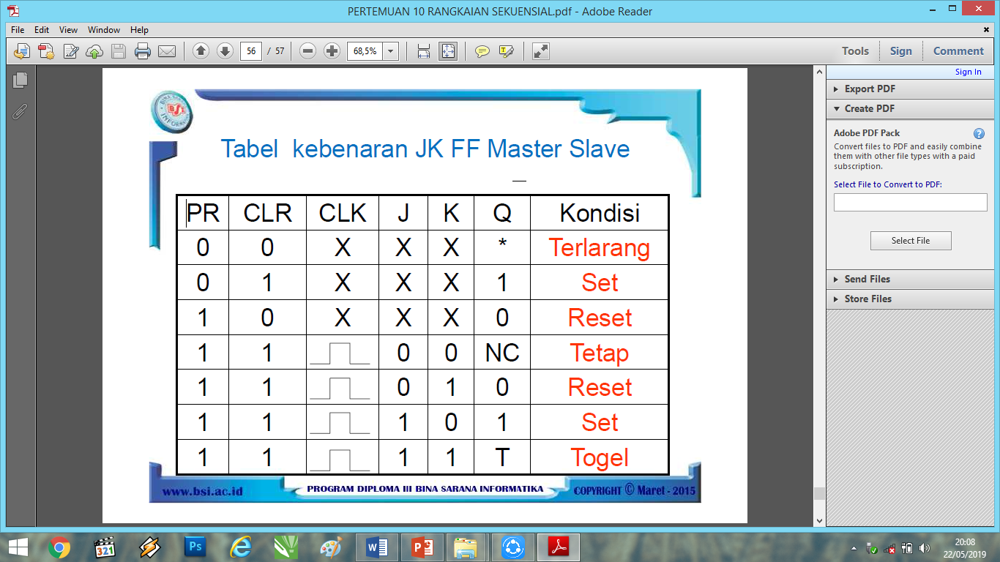 PERTEMUAN 10 RANGKAIAN SEKUENSIAL.pdf - Adobe Reader
File Edit View Window Help
56 / 57 68,5% Tools Sign Comment
Sign In
Export PDF
Create PDF
Adobe PDF Pack
Convert files to PDF and easily combine
them with other file types with a paid
subscription.
Select File to Convert to PDF:
Select File
Send Files
Store Files
Tabel kebenaran JK FF Master Slave
PR CLR CLK J K Q Kondisi
0 0 X X X * Terlarang
0 1 X X X 1 Set
1 0 X X X 0 Reset
1 1 0 0 NC Tetap
1 1 0 1 0 Reset
1 1 1 0 1 Set
1 1 1 1 T Togel
www.bsi.ac.id PROGRAM DIPLOMA III BINA SARANA INFORMATIKA COPYRIGHT © Maret - 2015
321 Ps
20:08
22/05/2019